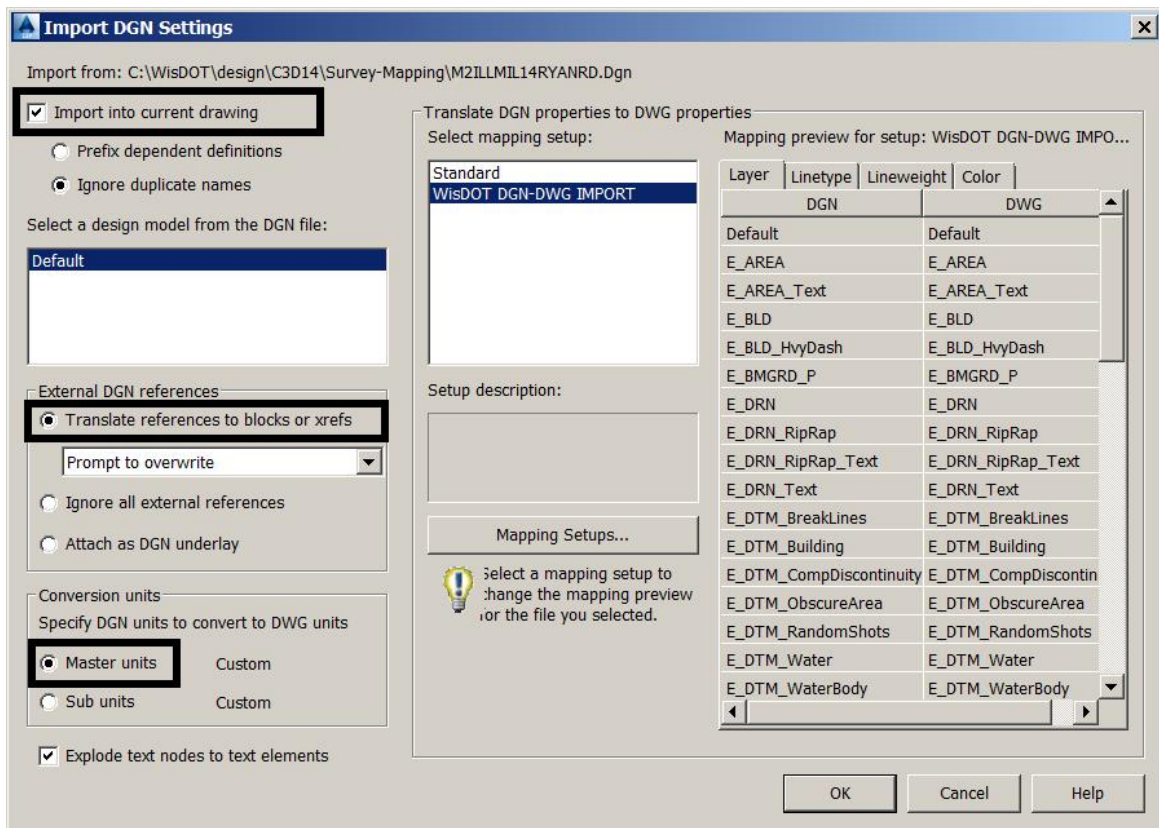 Import DGN Settings
Import from: C:\WisDOT\design\C3D14\Survey-Mapping\M2ILLMIL14RYANRD.Dgn
Import into current drawing
Prefix dependent definitions
Ignore duplicate names
Select a design model from the DGN file:
Default
External DGN references
Translate references to blocks or xrefs
Prompt to overwrite
Ignore all external references
Attach as DGN underlay
Conversion units
Specify DGN units to convert to DWG units
Master units Custom
Sub units Custom
Explode text nodes to text elements
Translate DGN properties to DWG properties
Select mapping setup:
Standard
WisDOT DGN-DWG IMPORT
Setup description:
Mapping Setups...
Select a mapping setup to
change the mapping preview
for the file you selected.
Mapping preview for setup: WisDOT DGN-DWG IMPO...
Layer Linetype Lineweight Color
DGN DWG
Default Default
E_AREA E_AREA
E_AREA_Text E_AREA_Text
E_BLD E_BLD
E_BLD_HvyDash E_BLD_HvyDash
E_BMGRD_P E_BMGRD_P
E_DRN E_DRN
E_DRN_RipRap E_DRN_RipRap
E_DRN_RipRap_Text E_DRN_RipRap_Text
E_DRN_Text E_DRN_Text
E_DTM_BreakLines E_DTM_BreakLines
E_DTM_Building E_DTM_Building
E_DTM_CompDiscontinuity E_DTM_CompDiscontin
E_DTM_ObscureArea E_DTM_ObscureArea
E_DTM_RandomShots E_DTM_RandomShots
E_DTM_Water E_DTM_Water
E_DTM_WaterBody E_DTM_WaterBody
OK Cancel Help